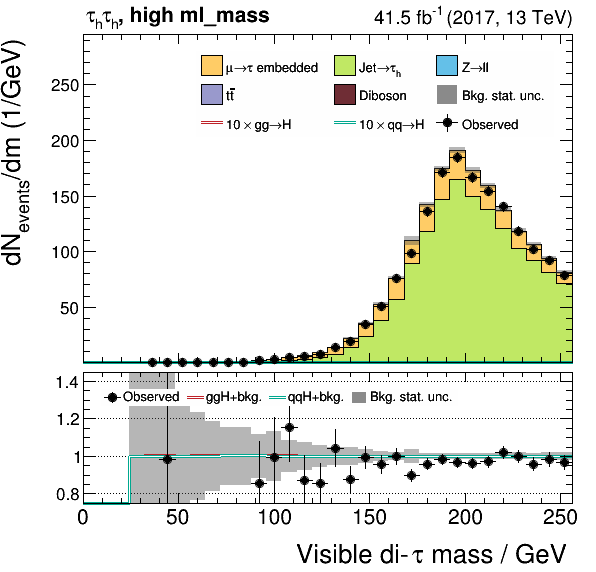 τₕτₕ, high ml_mass
41.5 fb⁻¹ (2017, 13 TeV)
dN_events/dm (1/GeV)
μ→τ embedded
Jet→τₕ
Z→ll
tt̄
Diboson
Bkg. stat. unc.
10 × gg→H
10 × qq→H
Observed
250
200
150
100
50
1.4
Observed
ggH+bkg.
qqH+bkg.
Bkg. stat. unc.
1.2
1
0.8
0
50
100
150
200
250
Visible di-τ mass / GeV